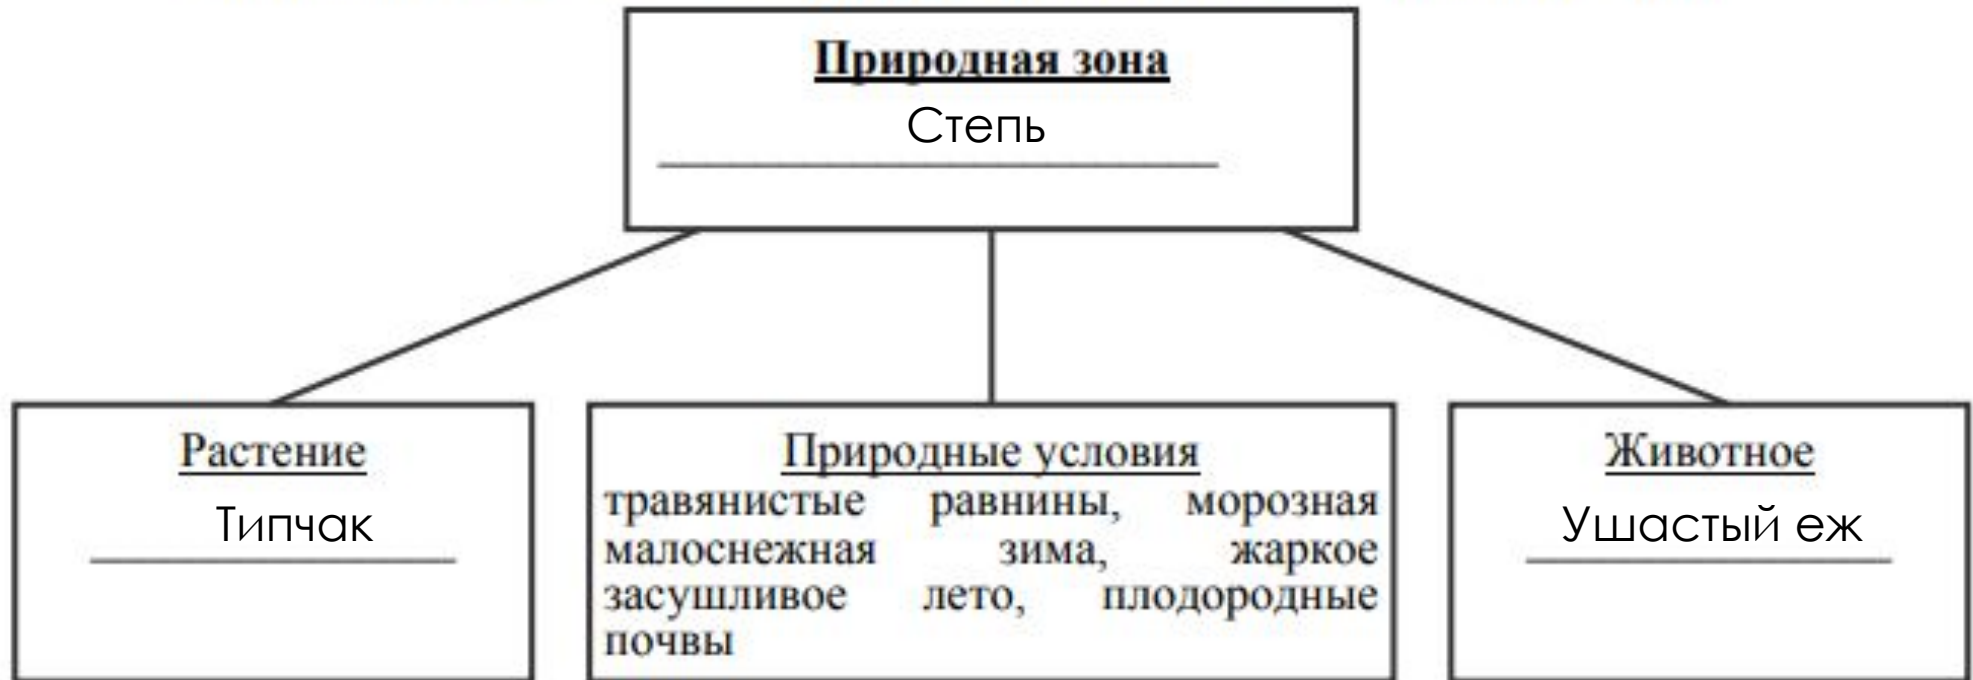 Природная зона
Степь
Растение
Типчак
Природные условия
травянистые равнины, морозная
малоснежная зима, жаркое
засушливое лето, плодородные
почвы
Животное
Ушастый еж